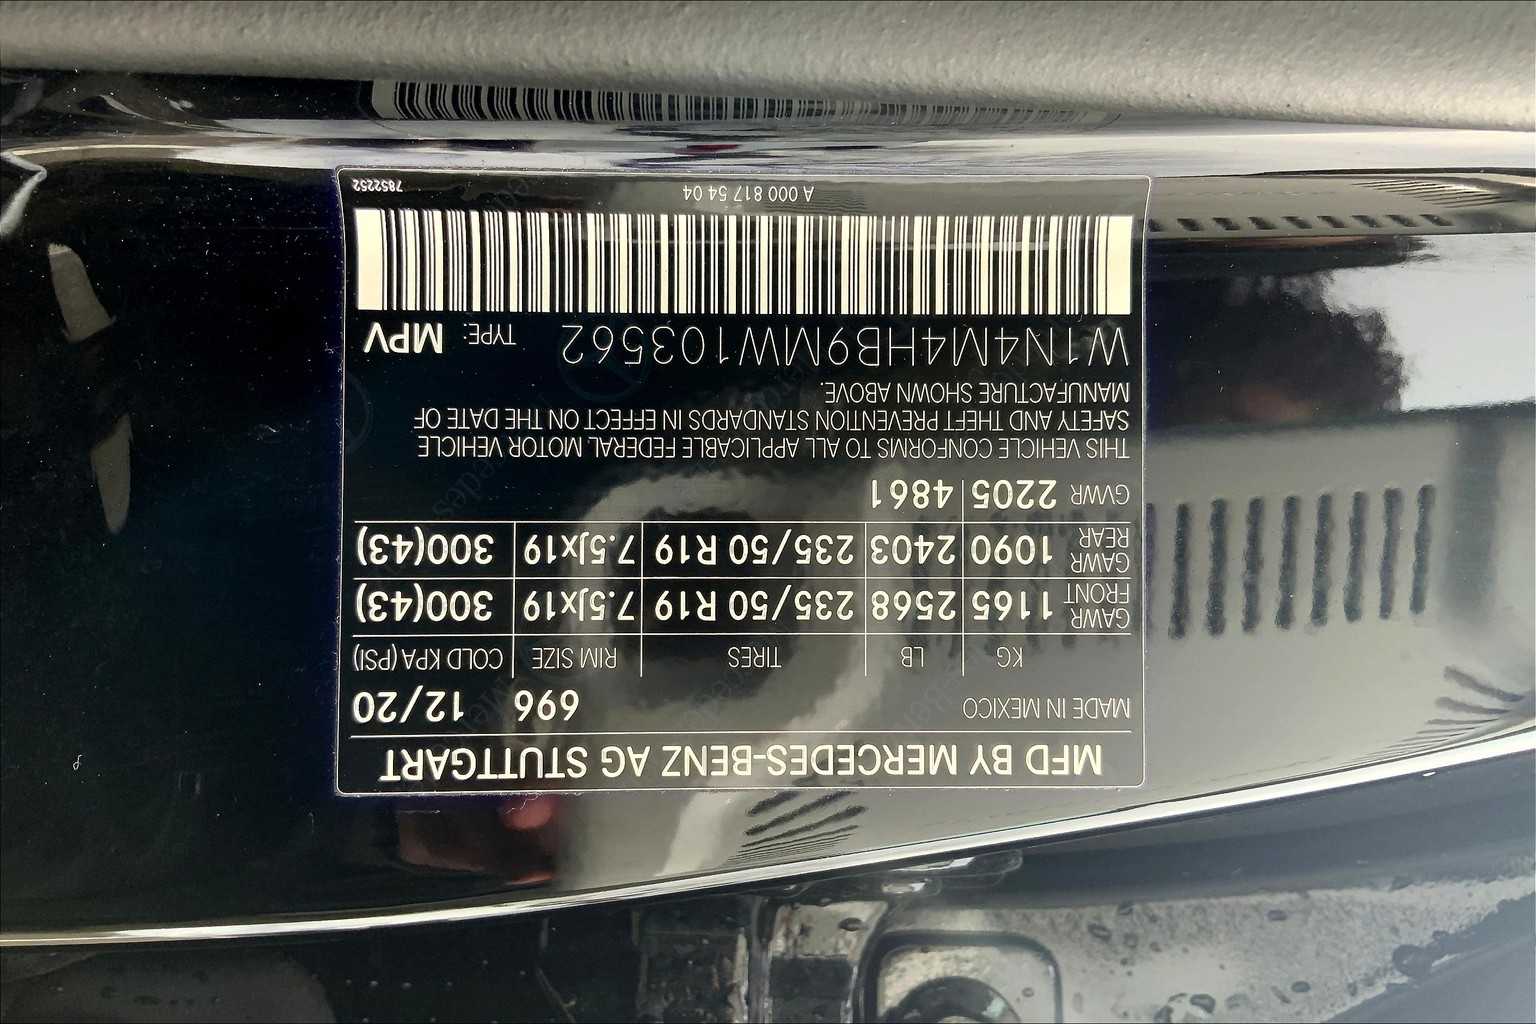 MFD BY MERCEDES-BENZ AG STUTTGART
MADE IN MEXICO 696 12/20
KG LB TIRES RIM SIZE COLD KPA (PSI)
GAWR FRONT 1165 2568 235/50 R19 7.5Jx19 300(43)
GAWR REAR 1090 2403 235/50 R19 7.5Jx19 300(43)
GVWR 2205 4861
THIS VEHICLE CONFORMS TO ALL APPLICABLE FEDERAL MOTOR VEHICLE
SAFETY AND THEFT PREVENTION STANDARDS IN EFFECT ON THE DATE OF
MANUFACTURE SHOWN ABOVE.
W1N4M4HB9MW103562 TYPE: MPV
A 000 817 54 04 7852252